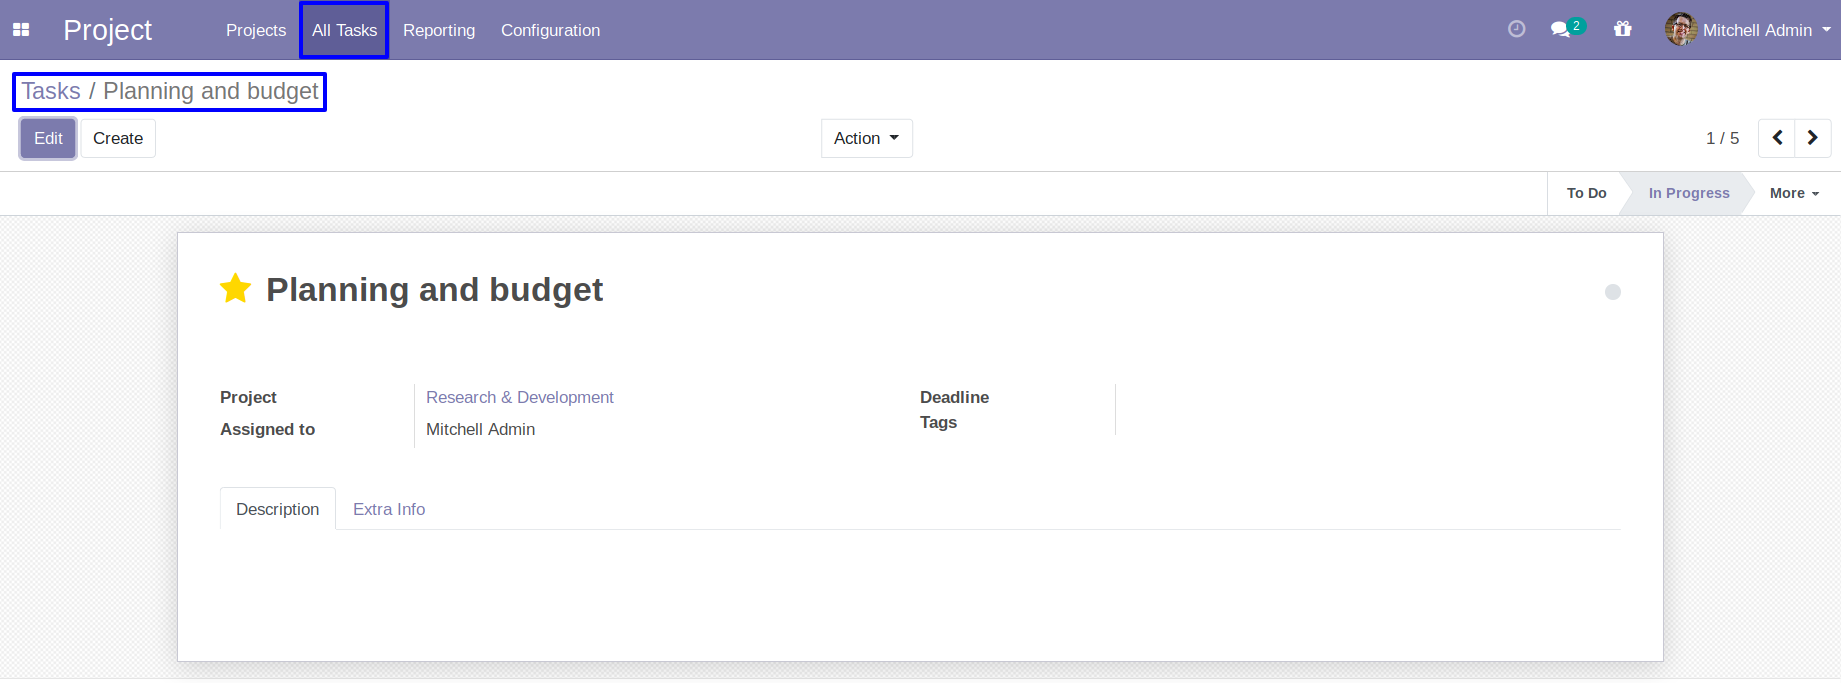 Project Projects All Tasks Reporting Configuration 2 Mitchell Admin
Tasks / Planning and budget
Edit Create Action 1 / 5
To Do In Progress More
Planning and budget
Project Research & Development Deadline
Assigned to Mitchell Admin Tags
Description Extra Info